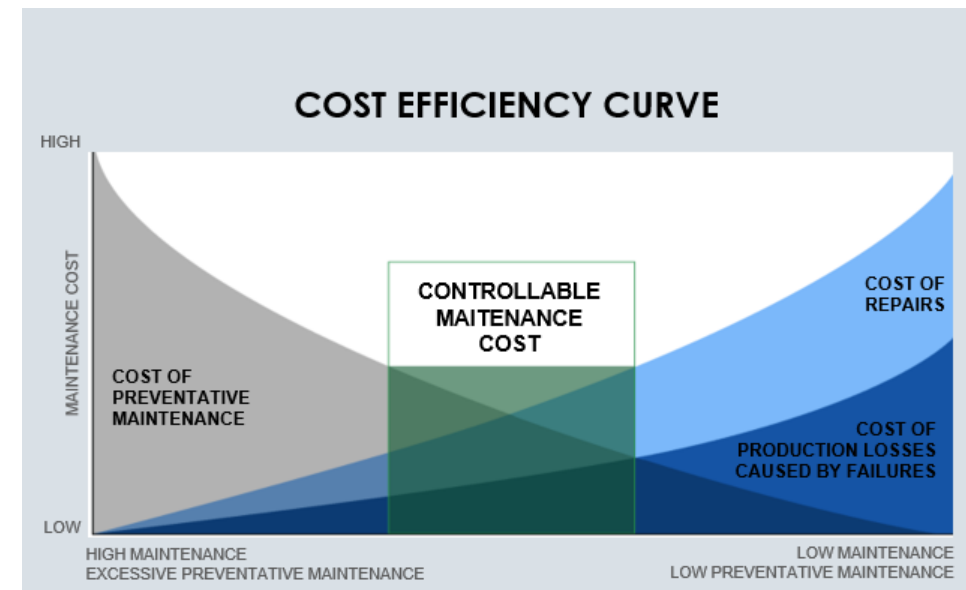 COST EFFICIENCY CURVE
HIGH
MAINTENANCE COST
CONTROLLABLE
MAITENANCE
COST
COST OF
REPAIRS
COST OF
PREVENTATIVE
MAINTENANCE
COST OF
PRODUCTION LOSSES
CAUSED BY FAILURES
LOW
HIGH MAINTENANCE
EXCESSIVE PREVENTATIVE MAINTENANCE
LOW MAINTENANCE
LOW PREVENTATIVE MAINTENANCE